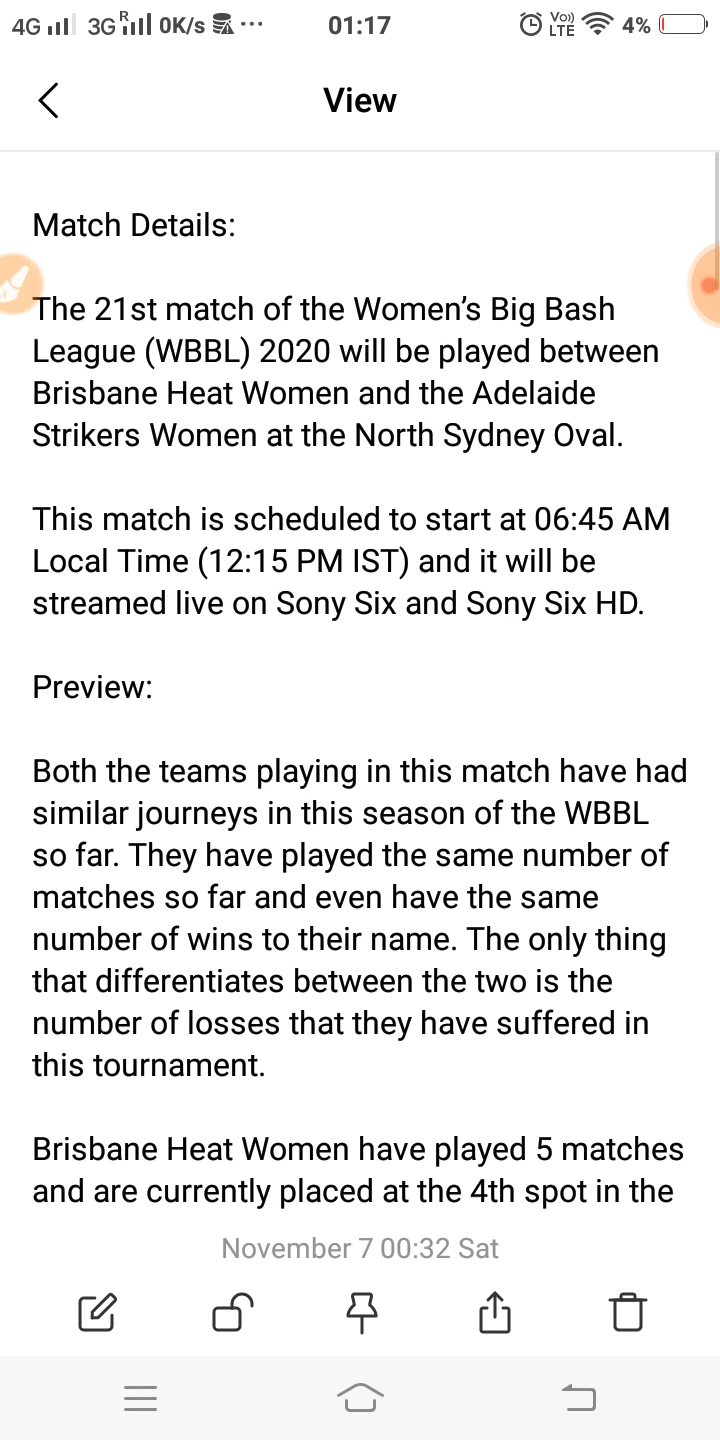 4G 3G R 0K/s ... 01:17 Vo)) LTE 4%
View
Match Details:
The 21st match of the Women’s Big Bash
League (WBBL) 2020 will be played between
Brisbane Heat Women and the Adelaide
Strikers Women at the North Sydney Oval.
This match is scheduled to start at 06:45 AM
Local Time (12:15 PM IST) and it will be
streamed live on Sony Six and Sony Six HD.
Preview:
Both the teams playing in this match have had
similar journeys in this season of the WBBL
so far. They have played the same number of
matches so far and even have the same
number of wins to their name. The only thing
that differentiates between the two is the
number of losses that they have suffered in
this tournament.
Brisbane Heat Women have played 5 matches
and are currently placed at the 4th spot in the
November 7 00:32 Sat